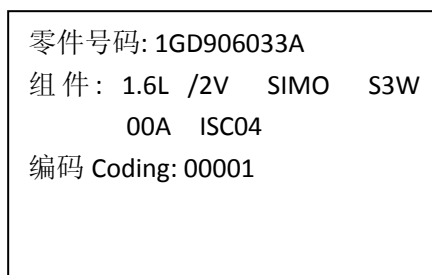 零件号码: 1GD906033A
组 件： 1.6L /2V SIMO S3W
00A ISC04
编码 Coding: 00001